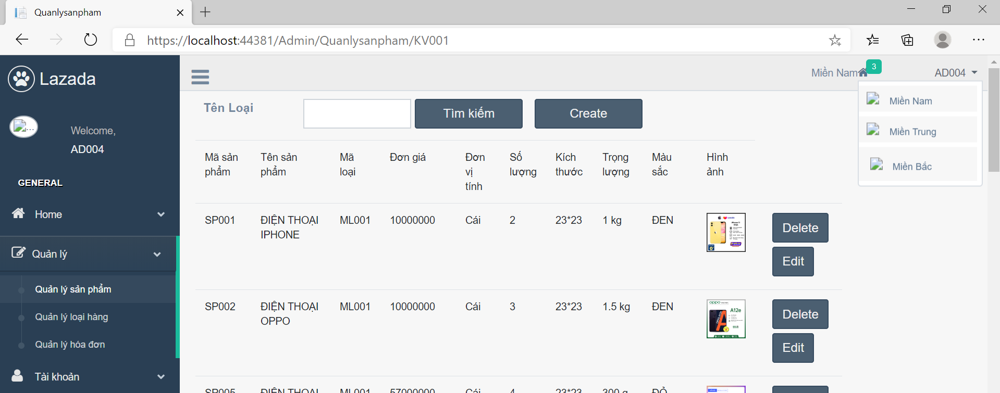 Quanlysanpham
https://localhost:44381/Admin/Quanlysanpham/KV001
Lazada
Miền Nam 3
AD004
Miền Nam
Miền Trung
Miền Bắc
Welcome,
AD004
GENERAL
Home
Quản lý
Quản lý sản phẩm
Quản lý loại hàng
Quản lý hóa đơn
Tài khoản
Tên Loại Tìm kiếm Create
Mã sản Tên sản Mã Đơn giá Đơn Số Kích Trọng Màu Hình
phẩm phẩm loại vị lượng thước lượng sắc ảnh
tính
SP001 ĐIỆN THOẠI ML001 10000000 Cái 2 23*23 1 kg ĐEN Delete
IPHONE
Edit
SP002 ĐIỆN THOẠI ML001 10000000 Cái 3 23*23 1.5 kg ĐEN Delete
OPPO
Edit
oppo
A12e
SP005 ĐIỆN THOẠI ML001 57000000 Cái 4 23*23 300 g ĐỎ